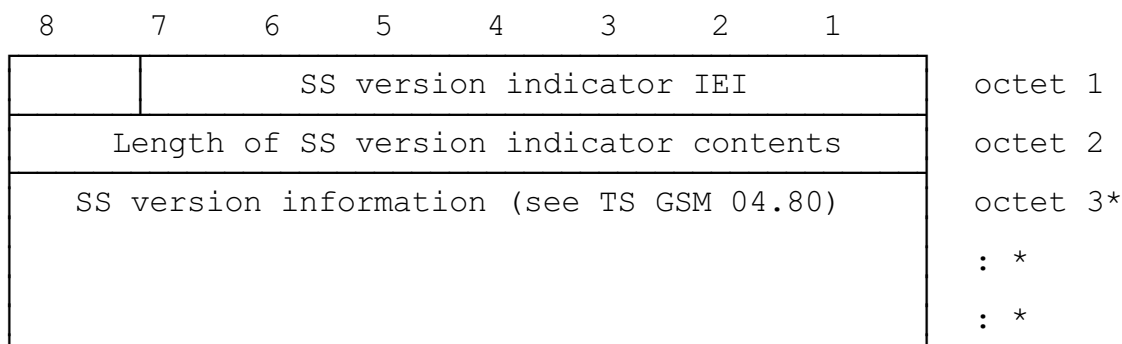 8 7 6 5 4 3 2 1
SS version indicator IEI octet 1
Length of SS version indicator contents octet 2
SS version information (see TS GSM 04.80) octet 3*
: *
: *